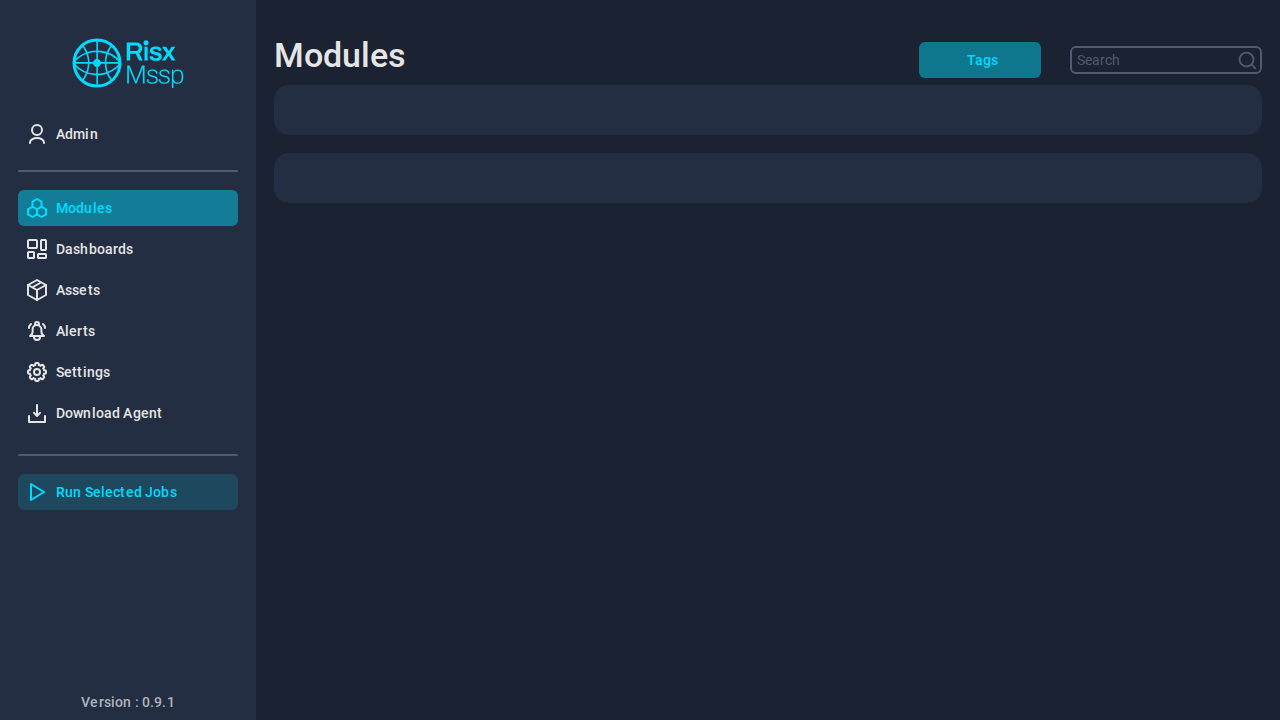 Risx
Mssp
Admin
Modules
Dashboards
Assets
Alerts
Settings
Download Agent
Run Selected Jobs
Version : 0.9.1
Modules
Tags
Search